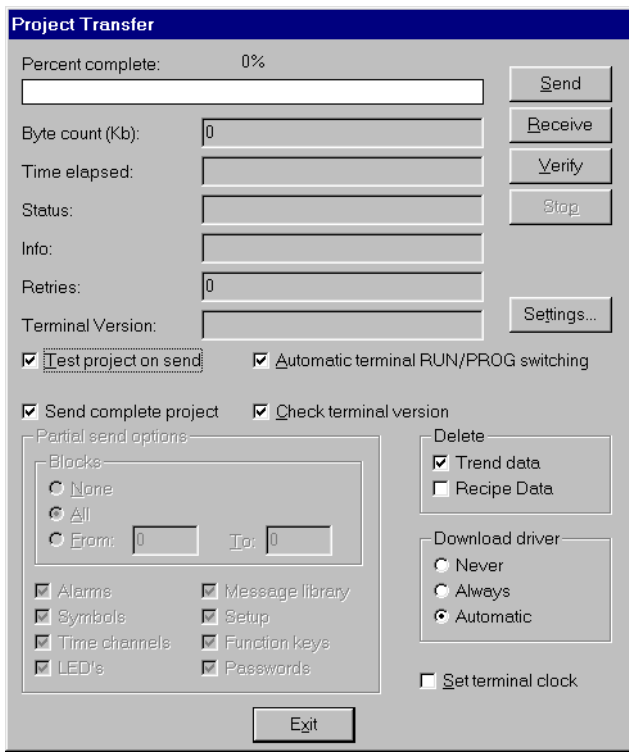 Project Transfer
Percent complete: 0%
Send
Byte count (Kb): 0
Receive
Time elapsed:
Verify
Status:
Stop
Info:
Retries: 0
Terminal Version:
Settings...
Test project on send Automatic terminal RUN/PROG switching
Send complete project Check terminal version
Partial send options
Delete
Blocks
Trend data
None
Recipe Data
All
From: 0 To: 0
Download driver
Never
Alarms Message library
Always
Symbols Setup
Automatic
Time channels Function keys
LED's Passwords
Set terminal clock
Exit